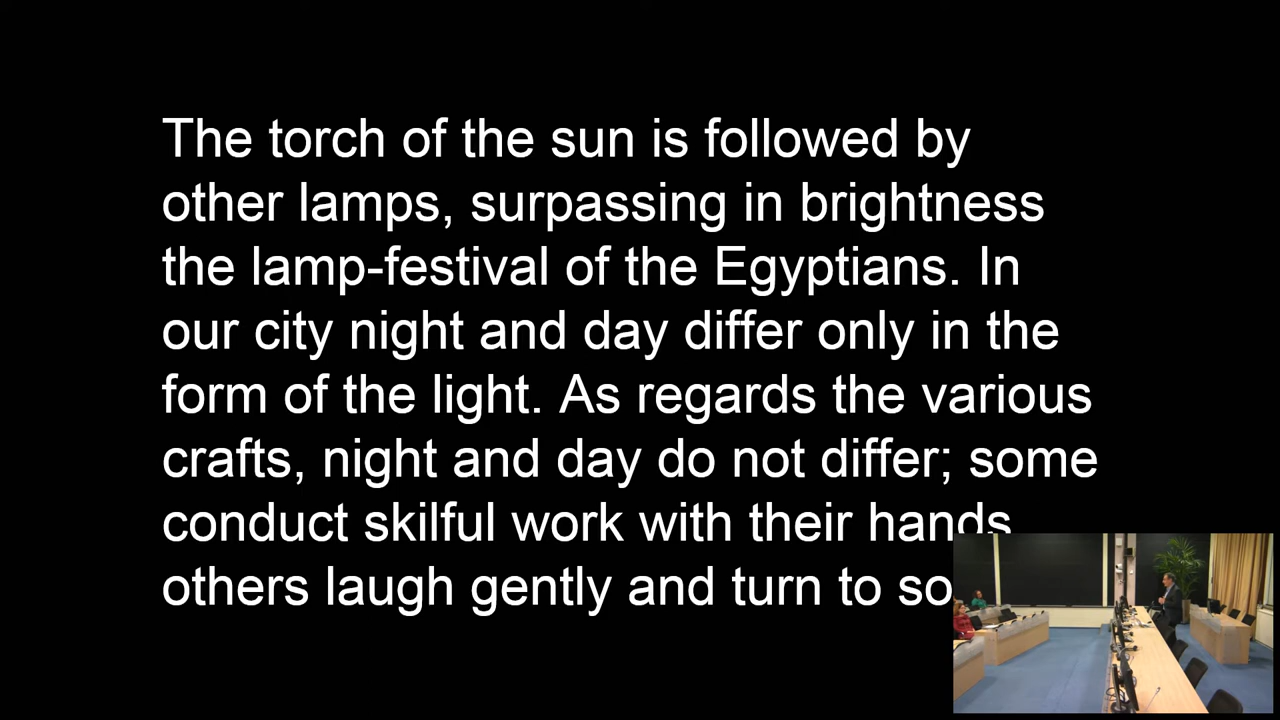 The torch of the sun is followed by
other lamps, surpassing in brightness
the lamp-festival of the Egyptians. In
our city night and day differ only in the
form of the light. As regards the various
crafts, night and day do not differ; some
conduct skilful work with their hands
others laugh gently and turn to